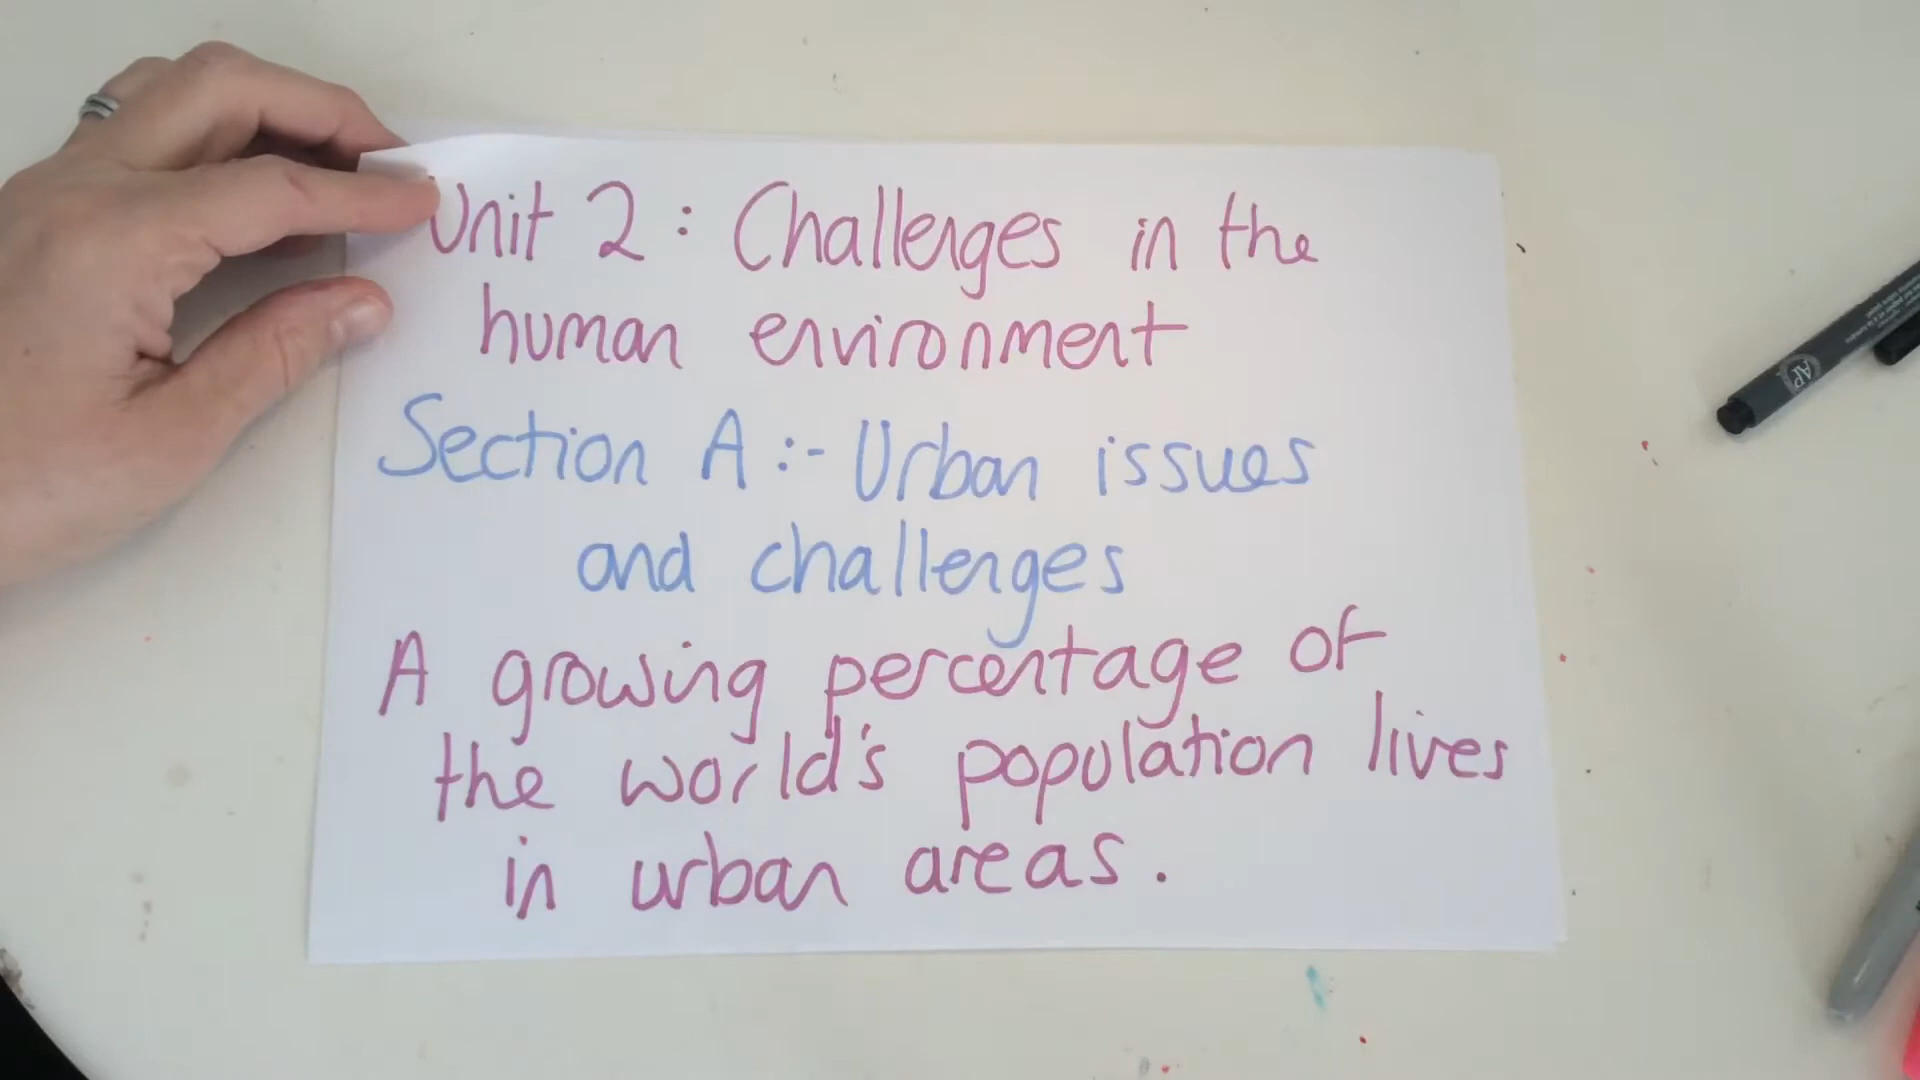 Unit 2 : Challenges in the
human environment
Section A :- Urban issues
and challenges
A growing percentage of
the world's population lives
in urban areas.
AP